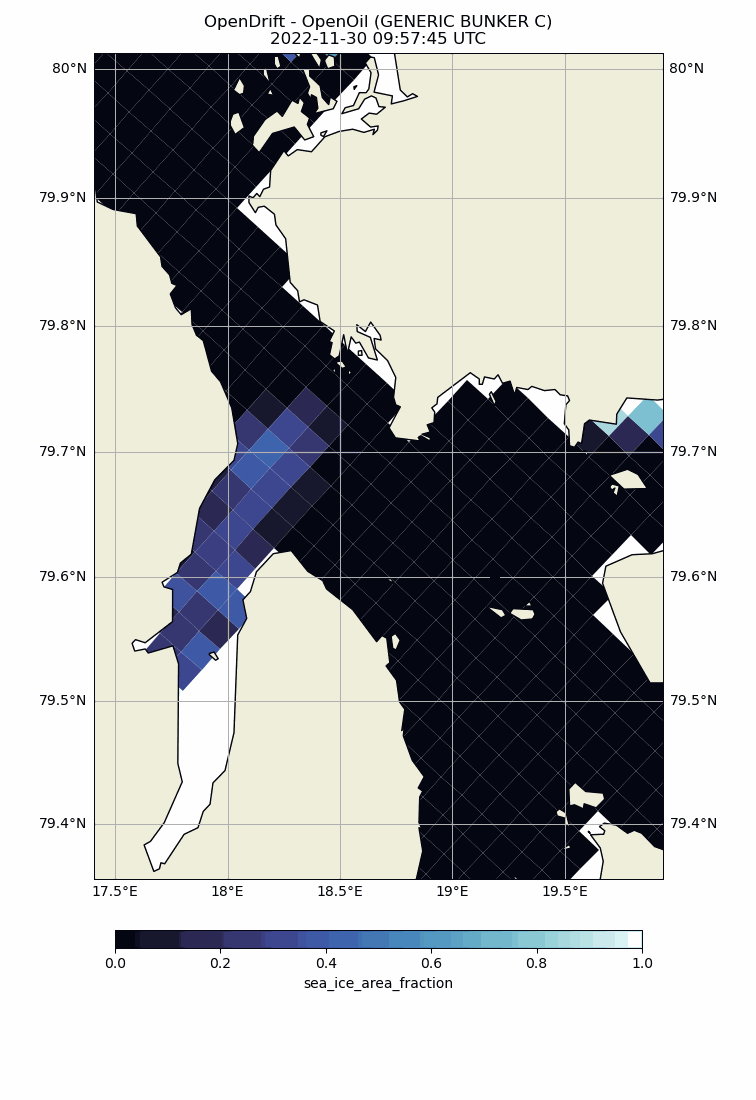 OpenDrift - OpenOil (GENERIC BUNKER C)
2022-11-30 09:57:45 UTC
80°N 80°N
79.9°N 79.9°N
79.8°N 79.8°N
79.7°N 79.7°N
79.6°N 79.6°N
79.5°N 79.5°N
79.4°N 79.4°N
17.5°E 18°E 18.5°E 19°E 19.5°E
0.0 0.2 0.4 0.6 0.8 1.0
sea_ice_area_fraction